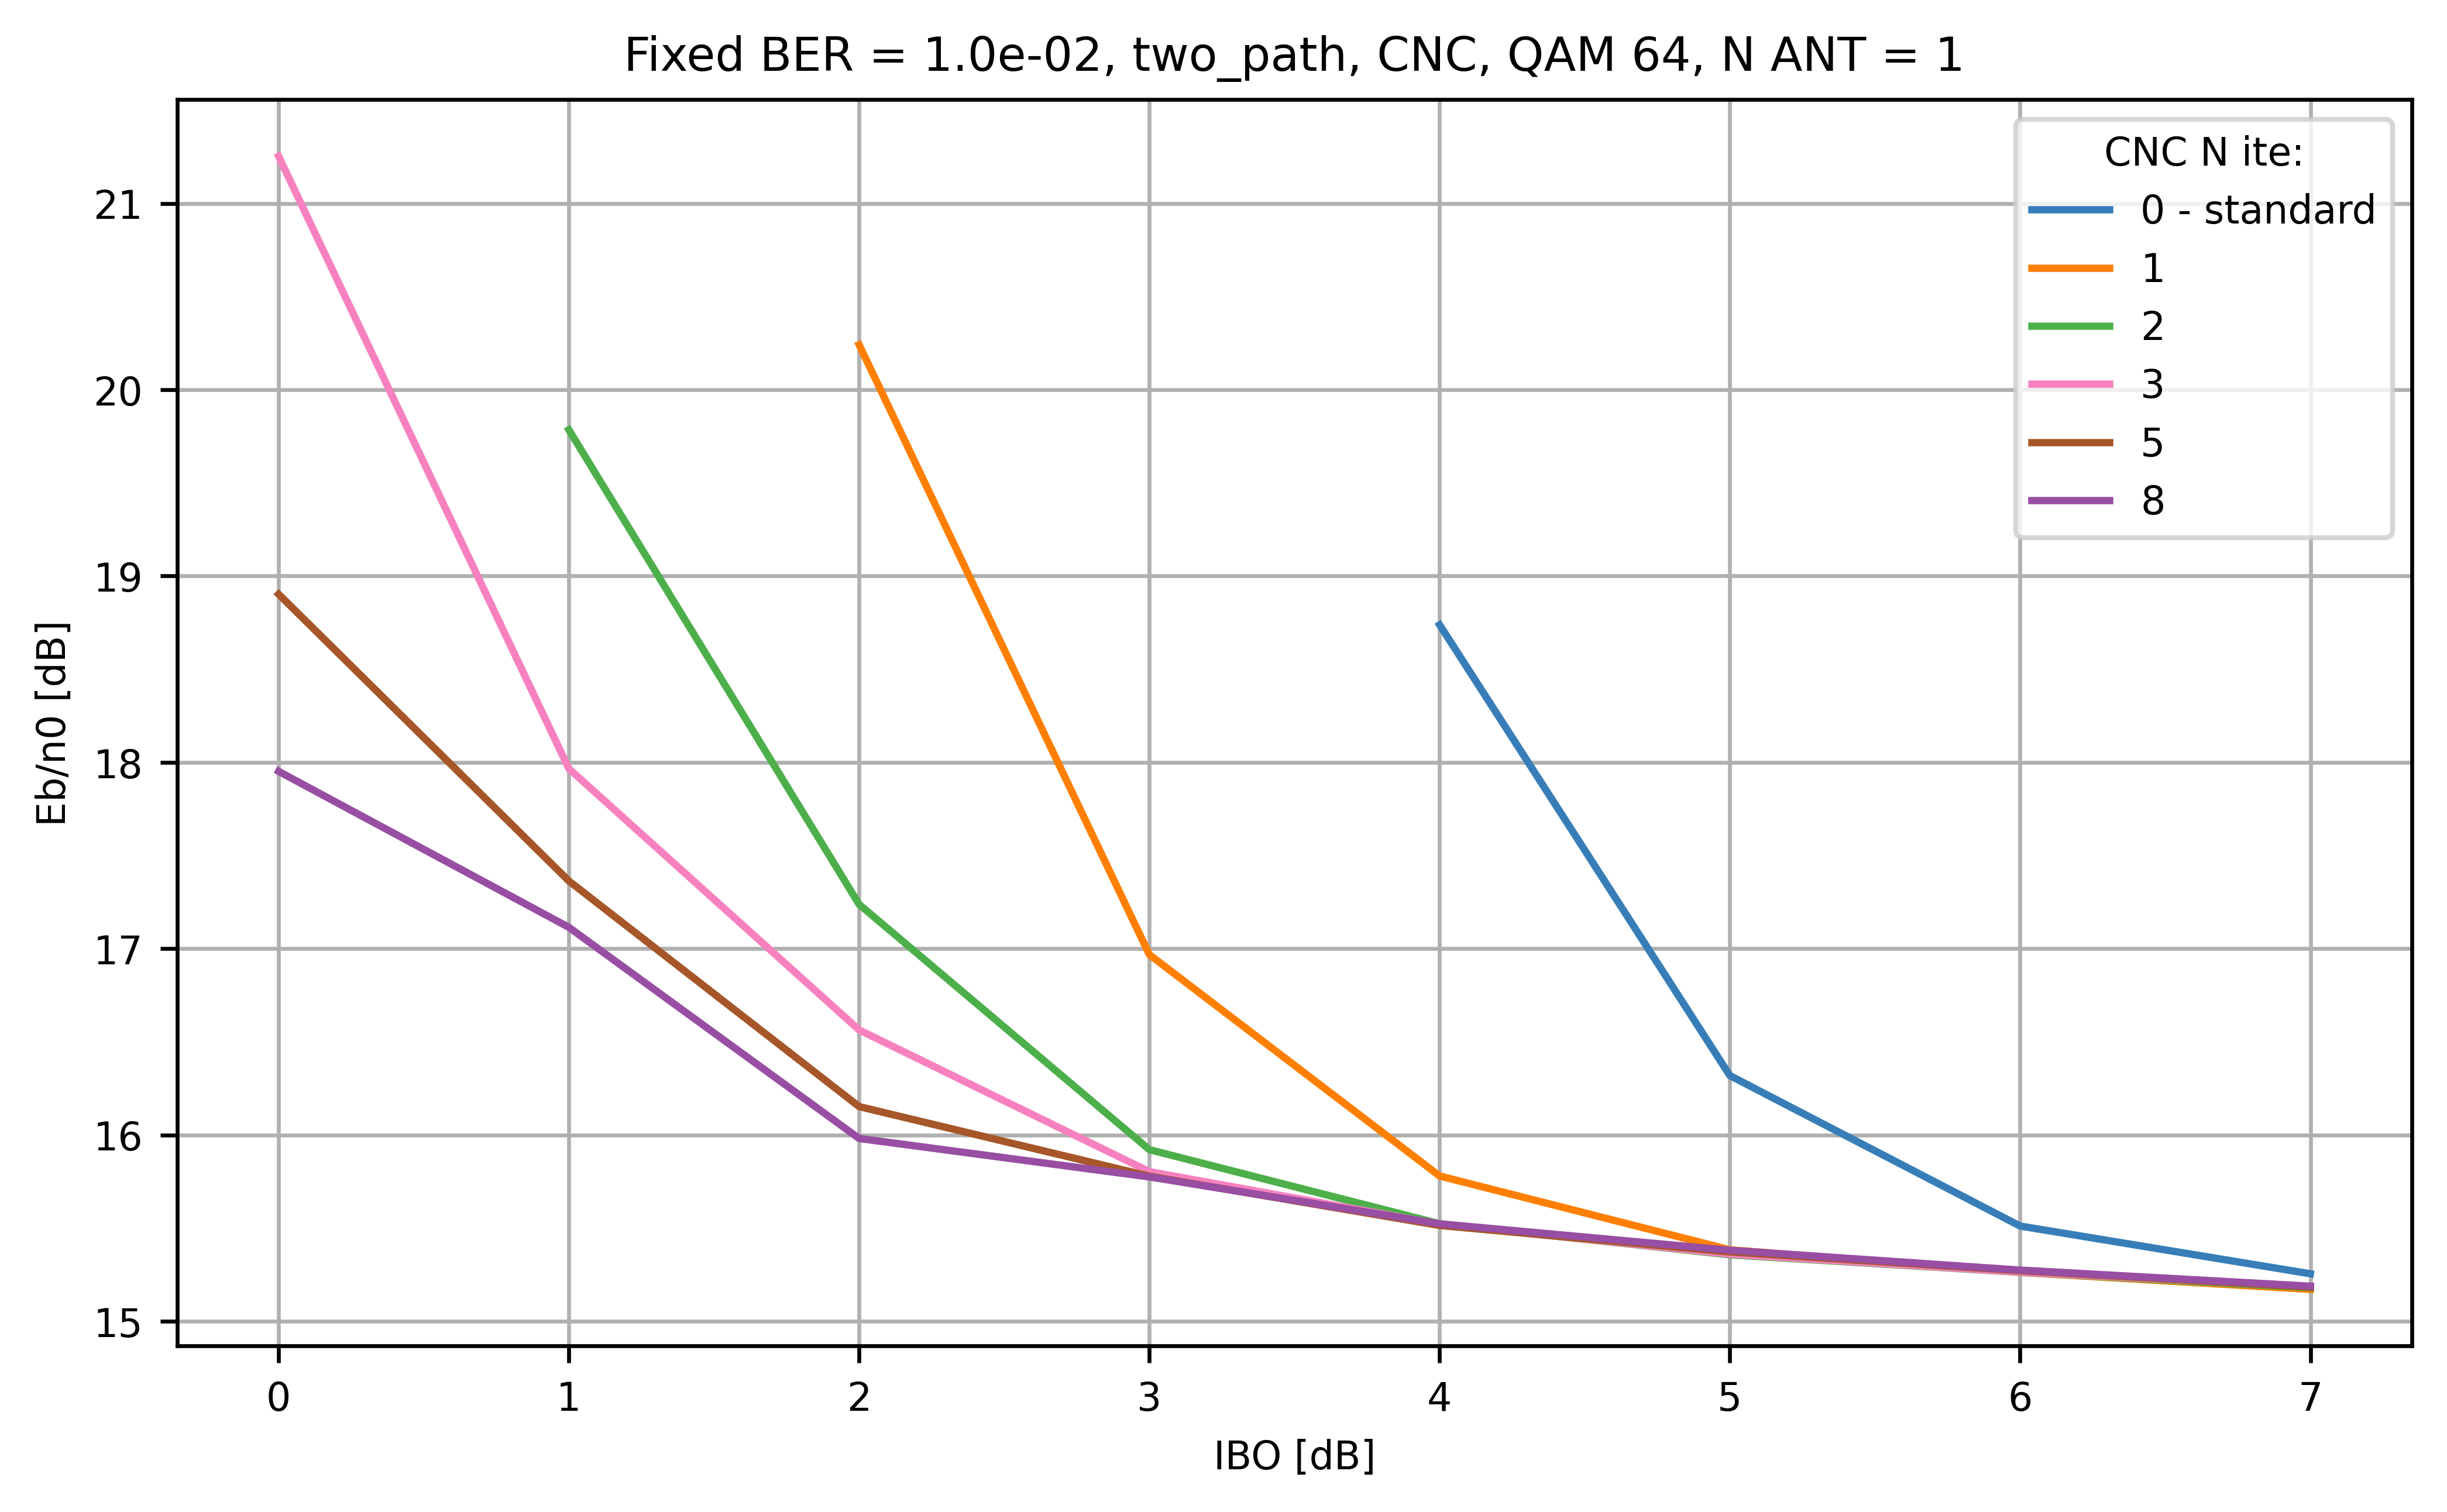 Fixed BER = 1.0e-02, two_path, CNC, QAM 64, N ANT = 1
CNC N ite:
0 - standard
1
2
3
5
8
Eb/n0 [dB]
21
20
19
18
17
16
15
0 1 2 3 4 5 6 7
IBO [dB]